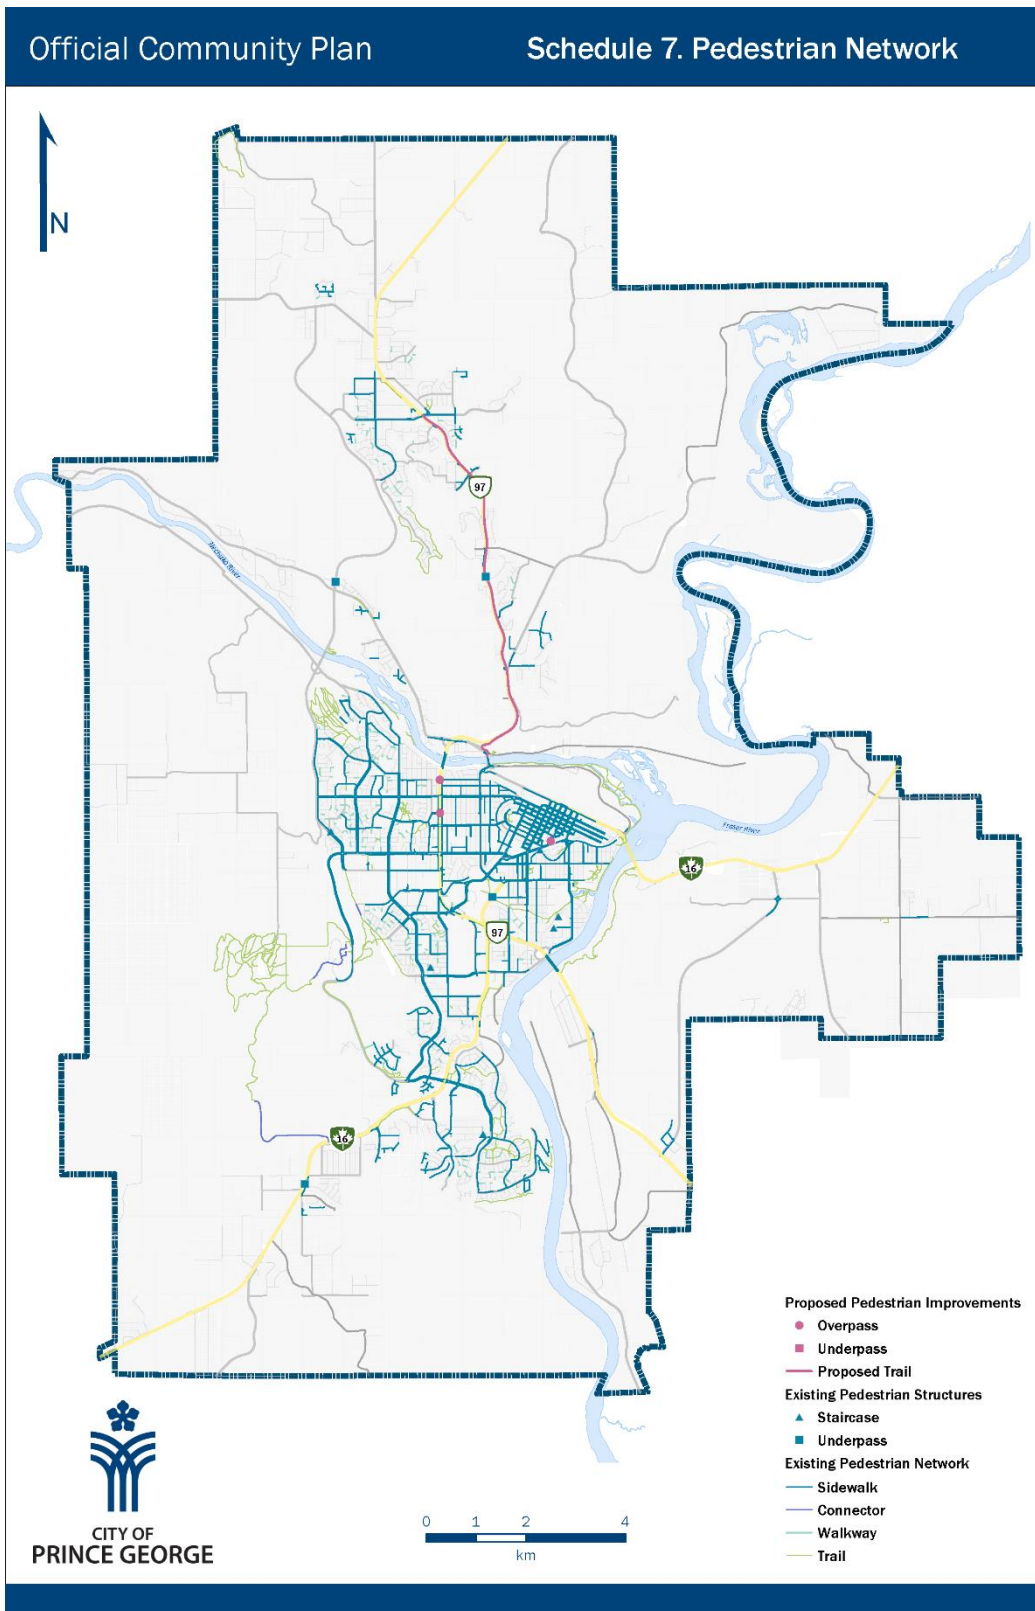 Official Community Plan
Schedule 7. Pedestrian Network
N
97
Nechako River
Fraser River
16
97
16
Proposed Pedestrian Improvements
Overpass
Underpass
Proposed Trail
Existing Pedestrian Structures
Staircase
Underpass
Existing Pedestrian Network
Sidewalk
Connector
Walkway
Trail
0 1 2 4
km
CITY OF
PRINCE GEORGE